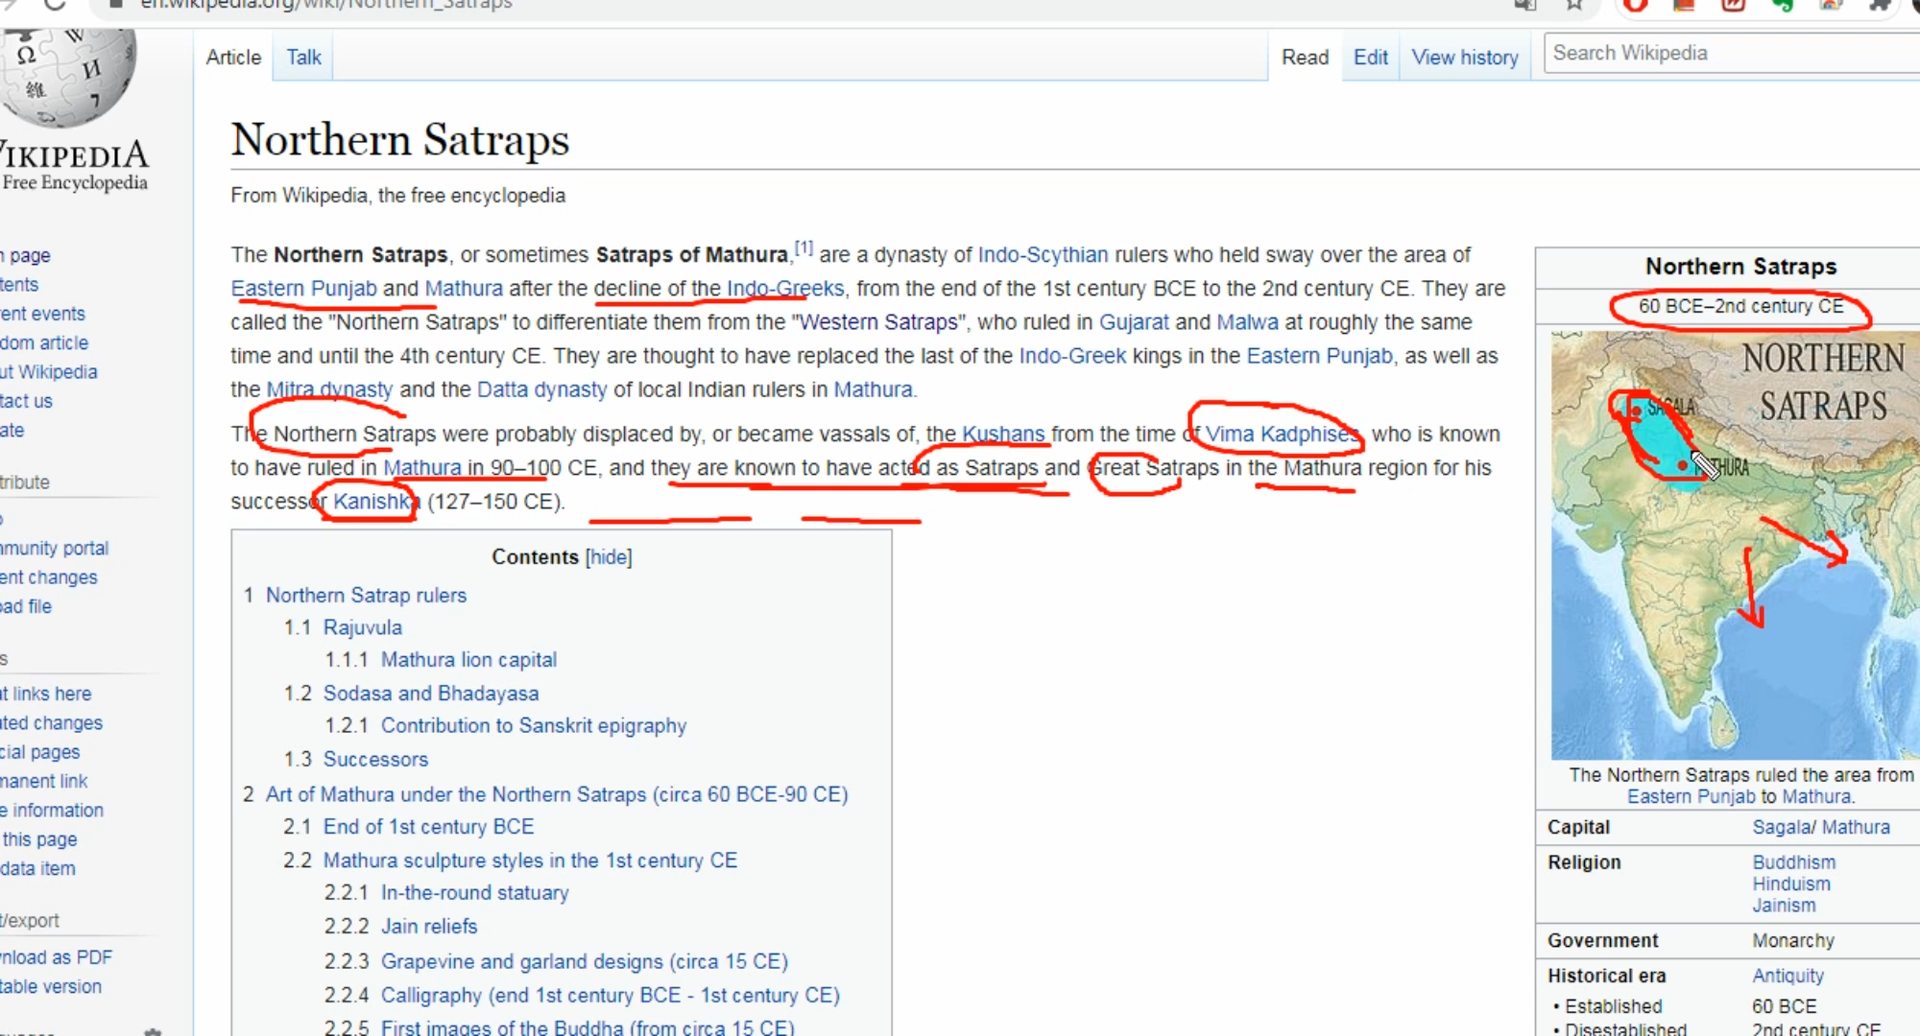 en.wikipedia.org/wiki/Northern_Satraps
Article Talk Read Edit View history Search Wikipedia
WIKIPEDIA
Free Encyclopedia
Northern Satraps
From Wikipedia, the free encyclopedia
The Northern Satraps, or sometimes Satraps of Mathura,[1] are a dynasty of Indo-Scythian rulers who held sway over the area of
Eastern Punjab and Mathura after the decline of the Indo-Greeks, from the end of the 1st century BCE to the 2nd century CE. They are
called the "Northern Satraps" to differentiate them from the "Western Satraps", who ruled in Gujarat and Malwa at roughly the same
time and until the 4th century CE. They are thought to have replaced the last of the Indo-Greek kings in the Eastern Punjab, as well as
the Mitra dynasty and the Datta dynasty of local Indian rulers in Mathura.
The Northern Satraps were probably displaced by, or became vassals of, the Kushans from the time of Vima Kadphises, who is known
to have ruled in Mathura in 90–100 CE, and they are known to have acted as Satraps and Great Satraps in the Mathura region for his
successor Kanishka (127–150 CE).
Contents [hide]
1 Northern Satrap rulers
1.1 Rajuvula
1.1.1 Mathura lion capital
1.2 Sodasa and Bhadayasa
1.2.1 Contribution to Sanskrit epigraphy
1.3 Successors
2 Art of Mathura under the Northern Satraps (circa 60 BCE-90 CE)
2.1 End of 1st century BCE
2.2 Mathura sculpture styles in the 1st century CE
2.2.1 In-the-round statuary
2.2.2 Jain reliefs
2.2.3 Grapevine and garland designs (circa 15 CE)
2.2.4 Calligraphy (end 1st century BCE - 1st century CE)
2.2.5 First images of the Buddha (from circa 15 CE)
Northern Satraps
60 BCE–2nd century CE
NORTHERN
SATRAPS
SAGALA
MATHURA
The Northern Satraps ruled the area from
Eastern Punjab to Mathura.
Capital Sagala/ Mathura
Religion Buddhism
Hinduism
Jainism
Government Monarchy
Historical era Antiquity
• Established 60 BCE
• Disestablished 2nd century CE
n page
tents
rent events
dom article
ut Wikipedia
tact us
ate
tribute
mmunity portal
ent changes
oad file
s
t links here
ated changes
cial pages
manent link
e information
this page
data item
t/export
wnload as PDF
table version